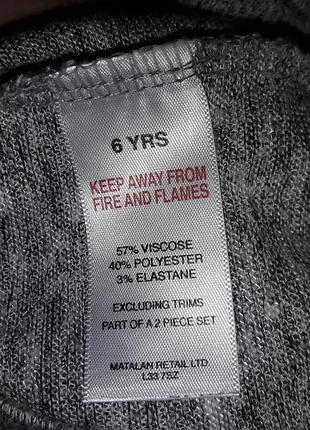 6 YRS
KEEP AWAY FROM
FIRE AND FLAMES
57% VISCOSE
40% POLYESTER
3% ELASTANE
EXCLUDING TRIMS
PART OF A 2 PIECE SET
MATALAN RETAIL LTD
L33 7SZ